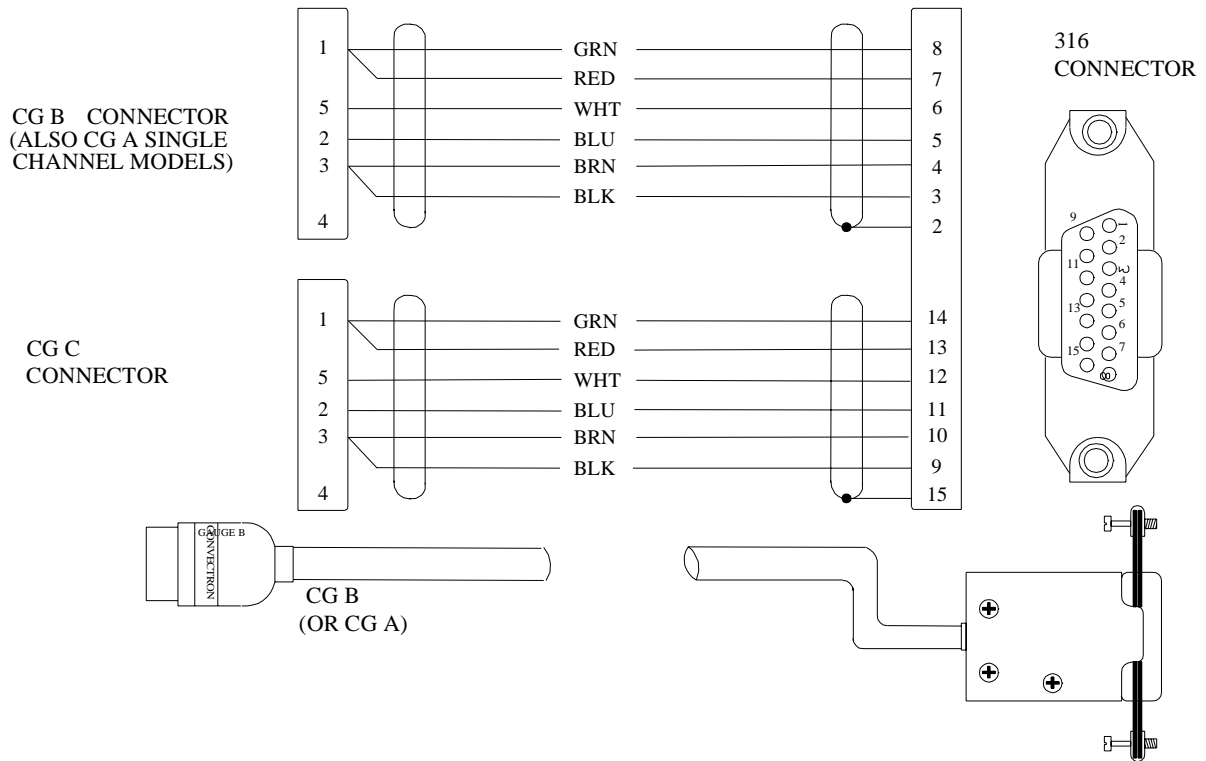 CG B CONNECTOR
(ALSO CG A SINGLE
CHANNEL MODELS)
1 GRN 8
RED 7
5 WHT 6
2 BLU 5
3 BRN 4
BLK 3
4 2
316
CONNECTOR
9 1
2
11 3
4
13 5
6
15 7
8
CG C
CONNECTOR
1 GRN 14
RED 13
5 WHT 12
2 BLU 11
3 BRN 10
BLK 9
4 15
GAUGE B
CONVECTRON
CG B
(OR CG A)